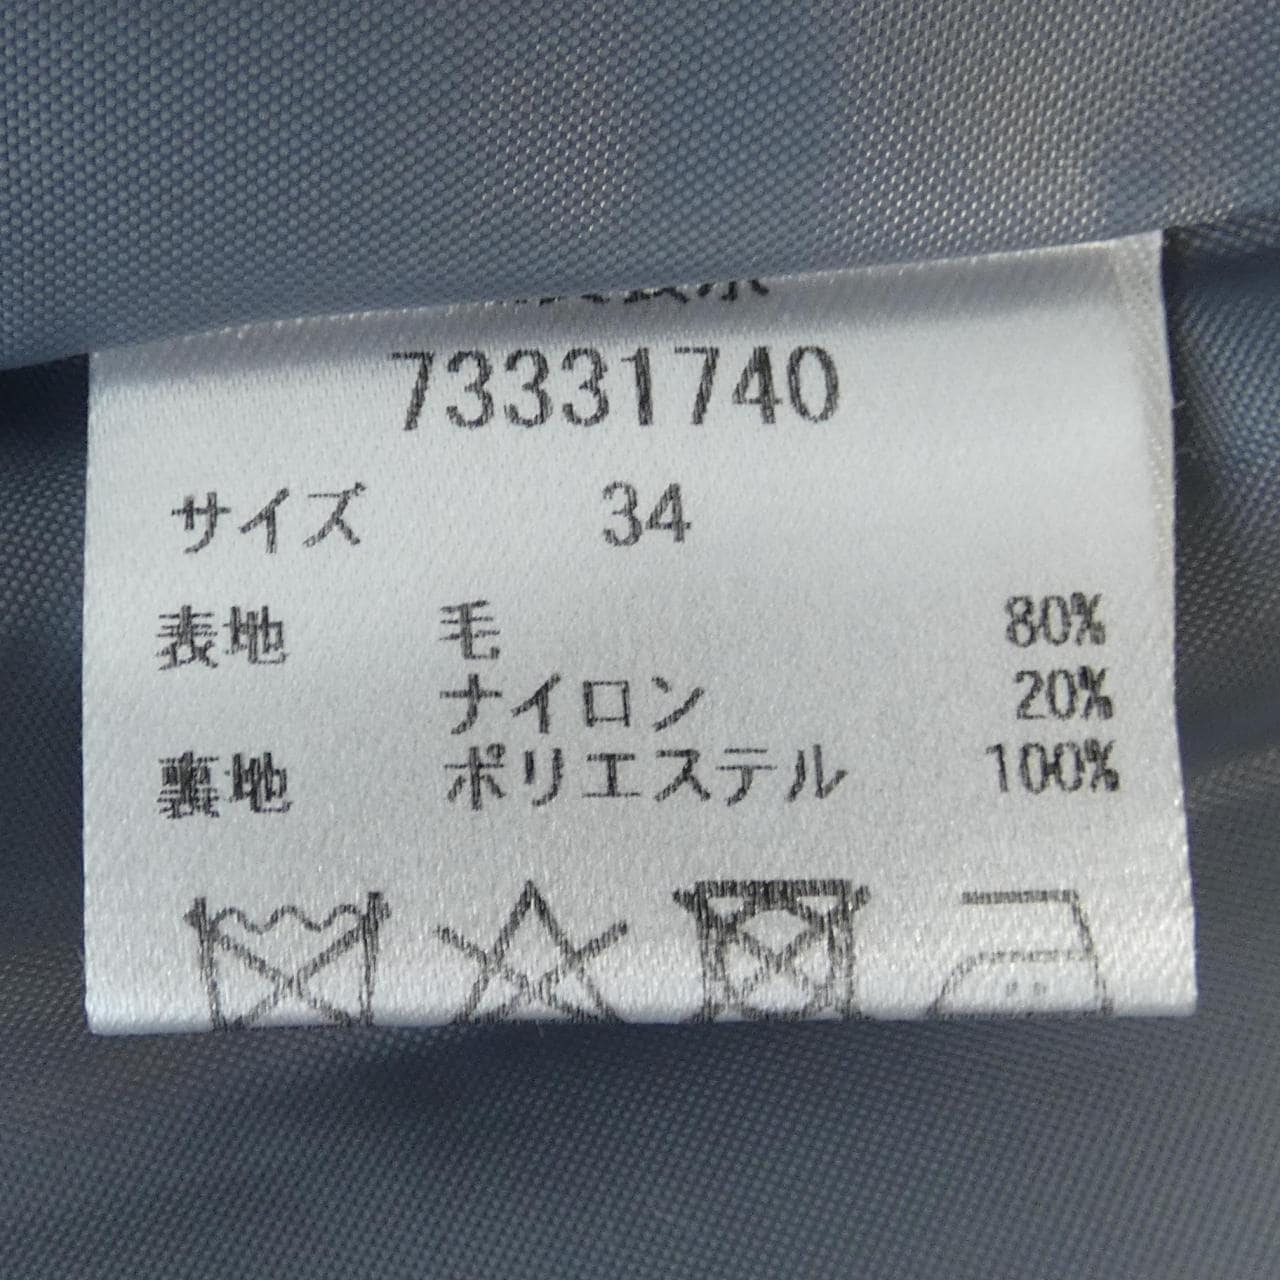 73331740
サイズ 34
表地 毛 80%
ナイロン 20%
裏地 ポリエステル 100%